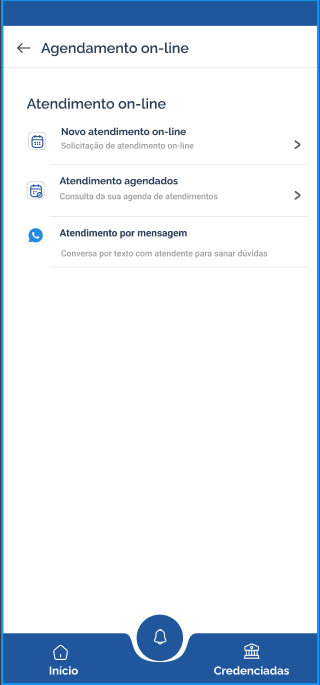 Agendamento on-line
Atendimento on-line
Novo atendimento on-line
Solicitação de atendimento on-line
Atendimento agendados
Consulta da sua agenda de atendimentos
Atendimento por mensagem
Conversa por texto com atendente para sanar dúvidas
Início
Credenciadas